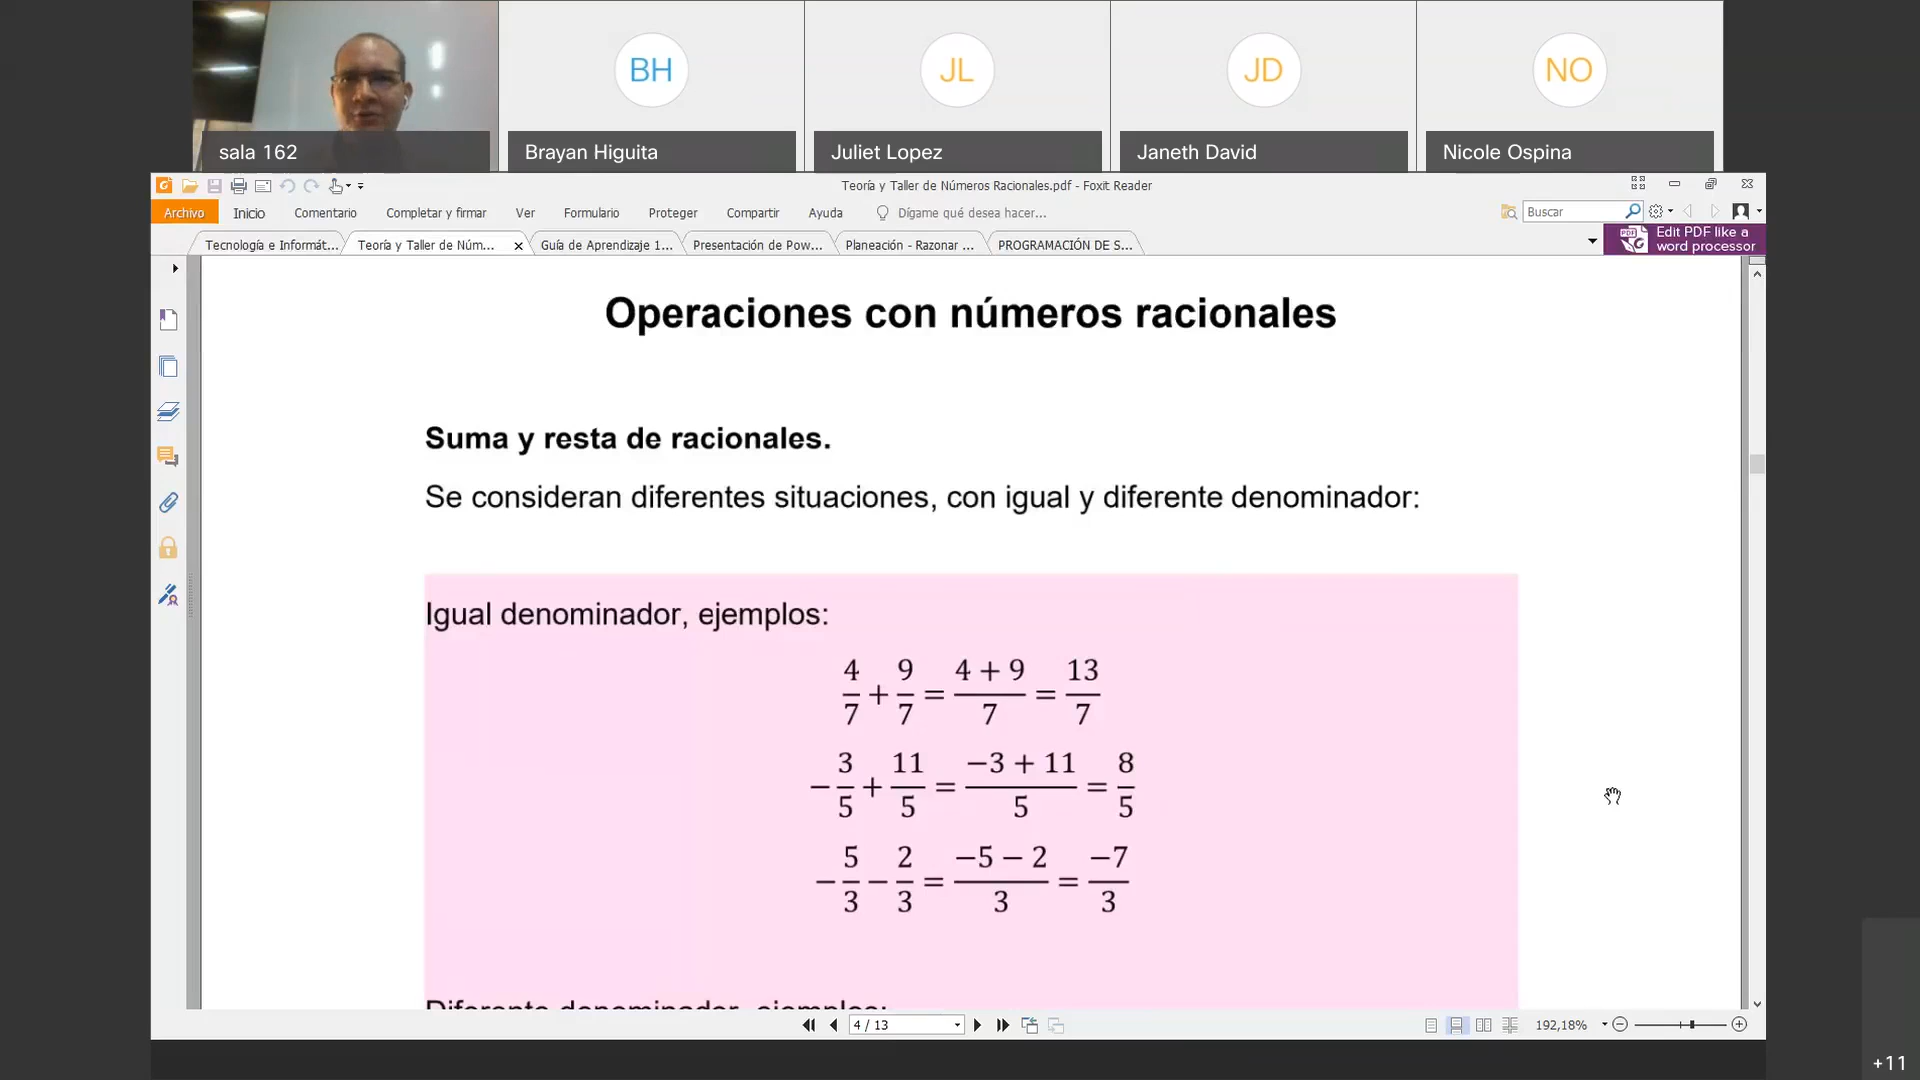 BH
JL
JD
NO
sala 162
Brayan Higuita
Juliet Lopez
Janeth David
Nicole Ospina
Teoría y Taller de Números Racionales.pdf - Foxit Reader
Archivo Inicio Comentario Completar y firmar Ver Formulario Proteger Compartir Ayuda Dígame qué desea hacer... Buscar
Tecnología e Informát... Teoría y Taller de Núm... Guía de Aprendizaje 1... Presentación de Pow... Planeación - Razonar ... PROGRAMACIÓN DE S...
Edit PDF like a
word processor
Operaciones con números racionales
Suma y resta de racionales.
Se consideran diferentes situaciones, con igual y diferente denominador:
Igual denominador, ejemplos:
4/7 + 9/7 = (4 + 9)/7 = 13/7
−3/5 + 11/5 = (−3 + 11)/5 = 8/5
−5/3 − 2/3 = (−5 − 2)/3 = −7/3
Diferente denominador, ejemplos:
4 / 13
192,18%
+11